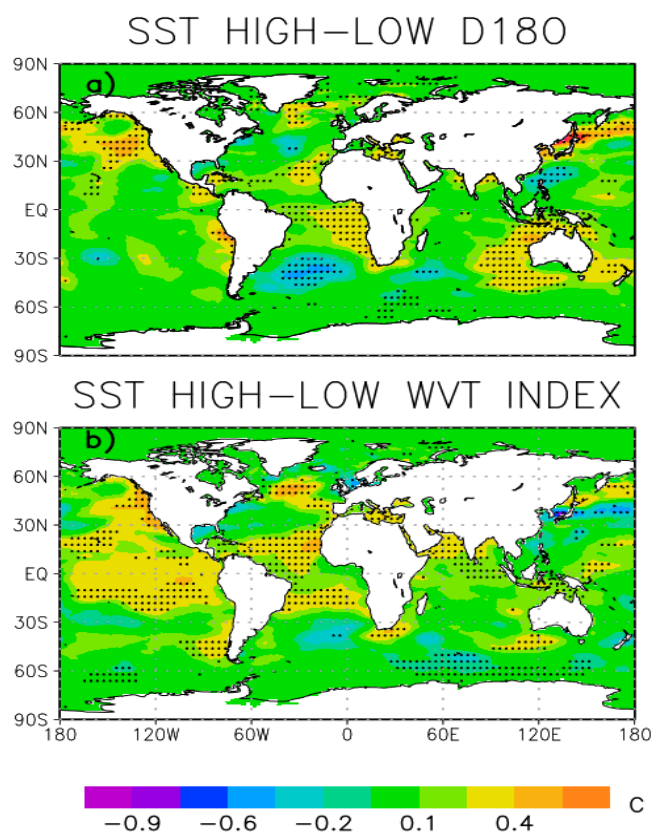 SST HIGH-LOW D18O
90N
a)
60N
30N
EQ
30S
60S
90S
SST HIGH-LOW WVT INDEX
90N
b)
60N
30N
EQ
30S
60S
90S
180 120W 60W 0 60E 120E 180
-0.9 -0.6 -0.2 0.1 0.4 C